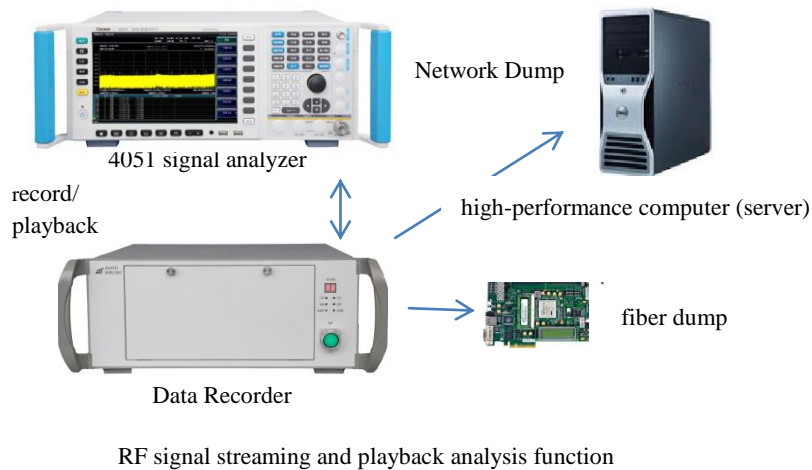 Network Dump
4051 signal analyzer
record/
playback
high-performance computer (server)
fiber dump
Data Recorder
RF signal streaming and playback analysis function